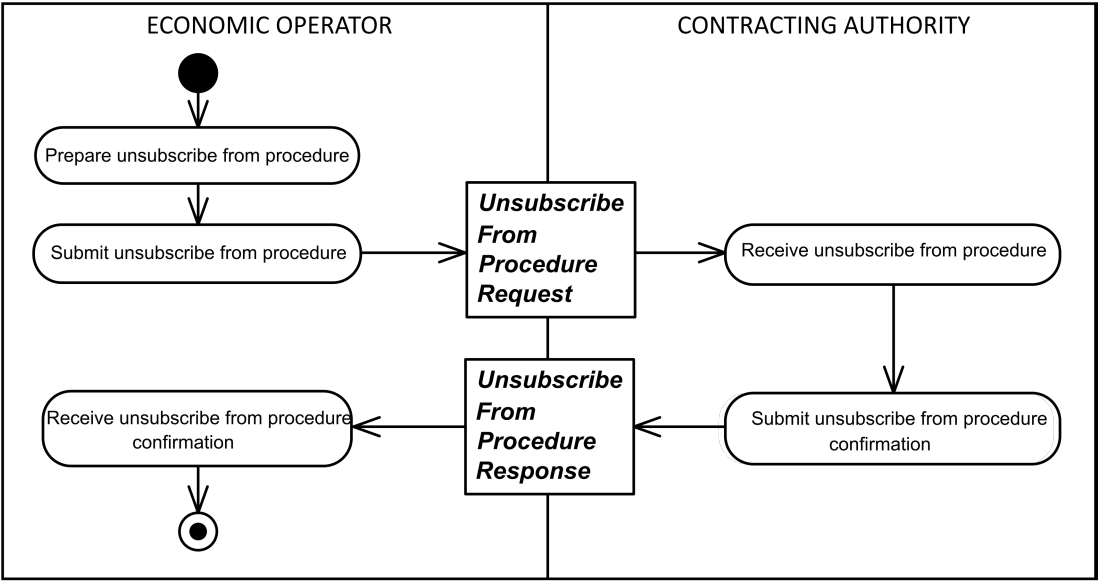 ECONOMIC OPERATOR
CONTRACTING AUTHORITY
Prepare unsubscribe from procedure
Submit unsubscribe from procedure
Unsubscribe
From
Procedure
Request
Receive unsubscribe from procedure
Receive unsubscribe from procedure
confirmation
Unsubscribe
From
Procedure
Response
Submit unsubscribe from procedure
confirmation